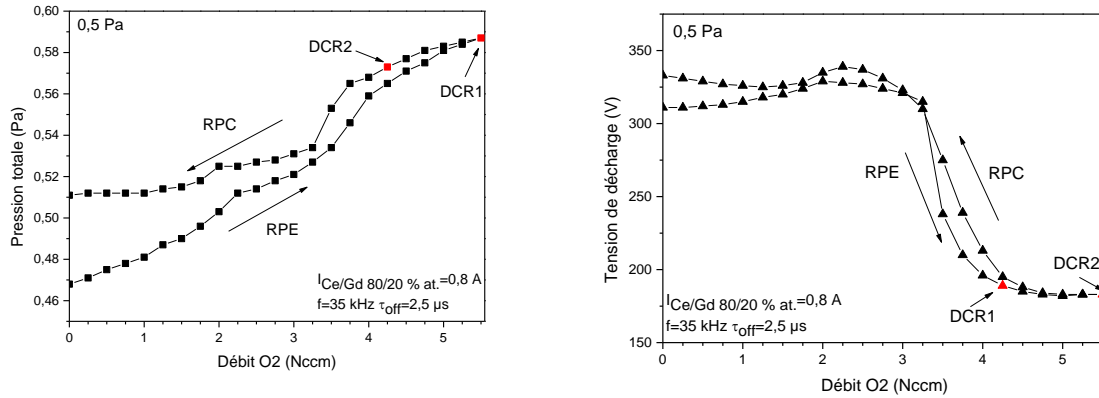 0,5 Pa
0,60
0,58
0,56
0,54
0,52
0,50
0,48
0,46
Pression totale (Pa)
DCR2
DCR1
RPC
RPE
I Ce/Gd 80/20 % at.=0,8 A
f=35 kHz τoff=2,5 µs
0 1 2 3 4 5
Débit O2 (Nccm)
0,5 Pa
350
300
250
200
150
Tension de décharge (V)
RPE
RPC
DCR2
DCR1
I Ce/Gd 80/20 % at.=0,8 A
f=35 kHz τoff=2,5 µs
0 1 2 3 4 5
Débit O2 (Nccm)